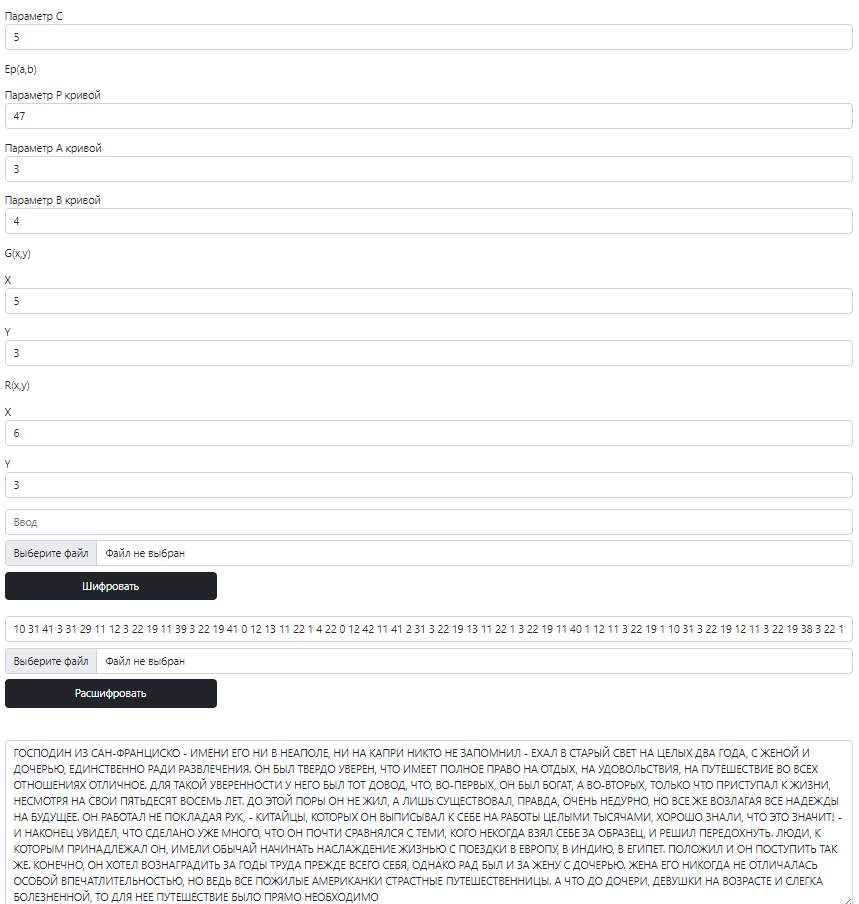 Параметр С
5
Ep(a,b)
Параметр P кривой
47
Параметр A кривой
3
Параметр B кривой
4
G(x,y)
X
5
Y
3
R(x,y)
X
6
Y
3
Ввод
Выберите файл Файл не выбран
Шифровать
10 31 41 3 31 29 11 12 3 22 19 11 39 3 22 19 41 0 12 13 11 22 1 4 22 0 12 42 11 41 2 31 3 22 19 13 11 22 1 3 22 19 11 40 1 12 11 3 22 19 1 10 31 3 22 19 12 11 3 22 19 38 3 22 1
Выберите файл Файл не выбран
Расшифровать
ГОСПОДИН ИЗ САН-ФРАНЦИСКО - ИМЕНИ ЕГО НИ В НЕАПОЛЕ, НИ НА КАПРИ НИКТО НЕ ЗАПОМНИЛ - ЕХАЛ В СТАРЫЙ СВЕТ НА ЦЕЛЫХ ДВА ГОДА, С ЖЕНОЙ И
ДОЧЕРЬЮ, ЕДИНСТВЕННО РАДИ РАЗВЛЕЧЕНИЯ. ОН БЫЛ ТВЕРДО УВЕРЕН, ЧТО ИМЕЕТ ПОЛНОЕ ПРАВО НА ОТДЫХ, НА УДОВОЛЬСТВИЯ, НА ПУТЕШЕСТВИЕ ВО ВСЕХ
ОТНОШЕНИЯХ ОТЛИЧНОЕ. ДЛЯ ТАКОЙ УВЕРЕННОСТИ У НЕГО БЫЛ ТОТ ДОВОД, ЧТО, ВО-ПЕРВЫХ, ОН БЫЛ БОГАТ, А ВО-ВТОРЫХ, ТОЛЬКО ЧТО ПРИСТУПАЛ К ЖИЗНИ,
НЕСМОТРЯ НА СВОИ ПЯТЬДЕСЯТ ВОСЕМЬ ЛЕТ. ДО ЭТОЙ ПОРЫ ОН НЕ ЖИЛ, А ЛИШЬ СУЩЕСТВОВАЛ, ПРАВДА, ОЧЕНЬ НЕДУРНО, НО ВСЕ ЖЕ ВОЗЛАГАЯ ВСЕ НАДЕЖДЫ
НА БУДУЩЕЕ. ОН РАБОТАЛ НЕ ПОКЛАДАЯ РУК, - КИТАЙЦЫ, КОТОРЫХ ОН ВЫПИСЫВАЛ К СЕБЕ НА РАБОТЫ ЦЕЛЫМИ ТЫСЯЧАМИ, ХОРОШО ЗНАЛИ, ЧТО ЭТО ЗНАЧИТ! -
И НАКОНЕЦ УВИДЕЛ, ЧТО СДЕЛАНО УЖЕ МНОГО, ЧТО ОН ПОЧТИ СРАВНЯЛСЯ С ТЕМИ, КОГО НЕКОГДА ВЗЯЛ СЕБЕ ЗА ОБРАЗЕЦ, И РЕШИЛ ПЕРЕДОХНУТЬ. ЛЮДИ, К
КОТОРЫМ ПРИНАДЛЕЖАЛ ОН, ИМЕЛИ ОБЫЧАЙ НАЧИНАТЬ НАСЛАЖДЕНИЕ ЖИЗНЬЮ С ПОЕЗДКИ В ЕВРОПУ, В ИНДИЮ, В ЕГИПЕТ. ПОЛОЖИЛ И ОН ПОСТУПИТЬ ТАК
ЖЕ. КОНЕЧНО, ОН ХОТЕЛ ВОЗНАГРАДИТЬ ЗА ГОДЫ ТРУДА ПРЕЖДЕ ВСЕГО СЕБЯ, ОДНАКО РАД БЫЛ И ЗА ЖЕНУ С ДОЧЕРЬЮ. ЖЕНА ЕГО НИКОГДА НЕ ОТЛИЧАЛАСЬ
ОСОБОЙ ВПЕЧАТЛИТЕЛЬНОСТЬЮ, НО ВЕДЬ ВСЕ ПОЖИЛЫЕ АМЕРИКАНКИ СТРАСТНЫЕ ПУТЕШЕСТВЕННИЦЫ. А ЧТО ДО ДОЧЕРИ, ДЕВУШКИ НА ВОЗРАСТЕ И СЛЕГКА
БОЛЕЗНЕННОЙ, ТО ДЛЯ НЕЕ ПУТЕШЕСТВИЕ БЫЛО ПРЯМО НЕОБХОДИМО